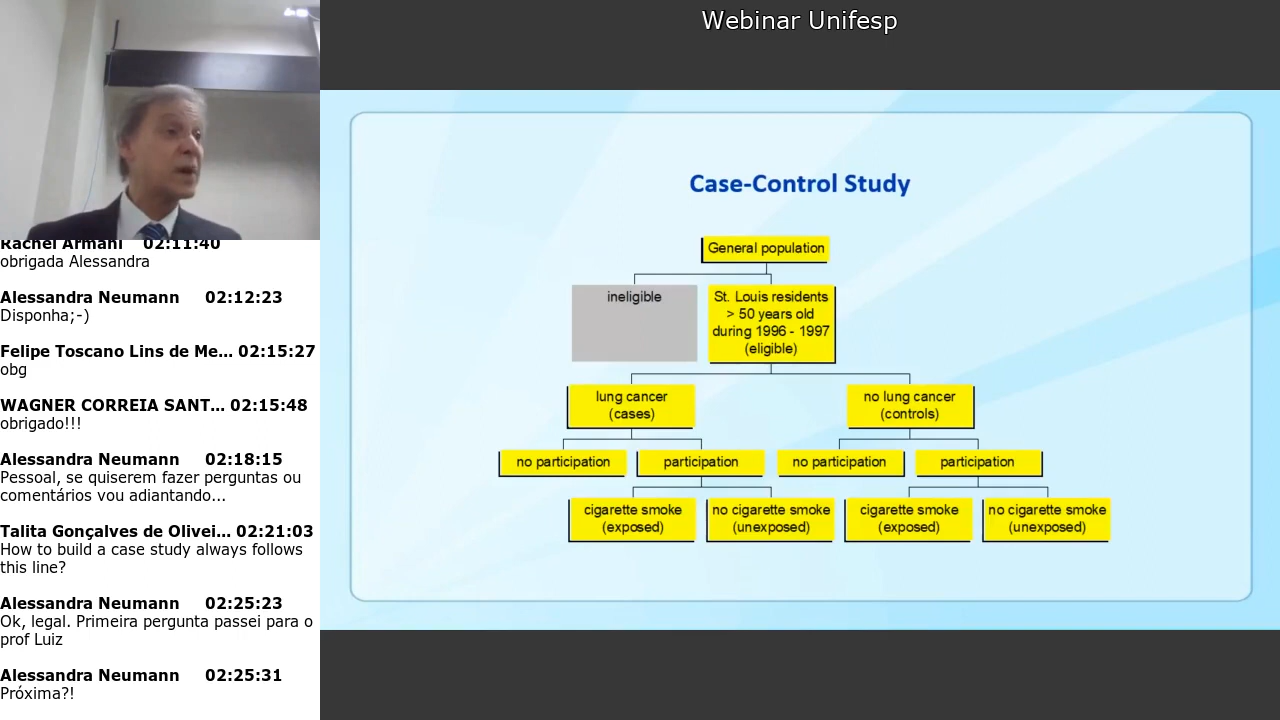 Webinar Unifesp
Rachel Armani 02:11:40
obrigada Alessandra
Alessandra Neumann 02:12:23
Disponha;-)
Felipe Toscano Lins de Me... 02:15:27
obg
WAGNER CORREIA SANT... 02:15:48
obrigado!!!
Alessandra Neumann 02:18:15
Pessoal, se quiserem fazer perguntas ou
comentários vou adiantando...
Talita Gonçalves de Olivei... 02:21:03
How to build a case study always follows
this line?
Alessandra Neumann 02:25:23
Ok, legal. Primeira pergunta passei para o
prof Luiz
Alessandra Neumann 02:25:31
Próxima?!
Case-Control Study
General population
ineligible
St. Louis residents
> 50 years old
during 1996 - 1997
(eligible)
lung cancer
(cases)
no lung cancer
(controls)
no participation
participation
no participation
participation
cigarette smoke
(exposed)
no cigarette smoke
(unexposed)
cigarette smoke
(exposed)
no cigarette smoke
(unexposed)